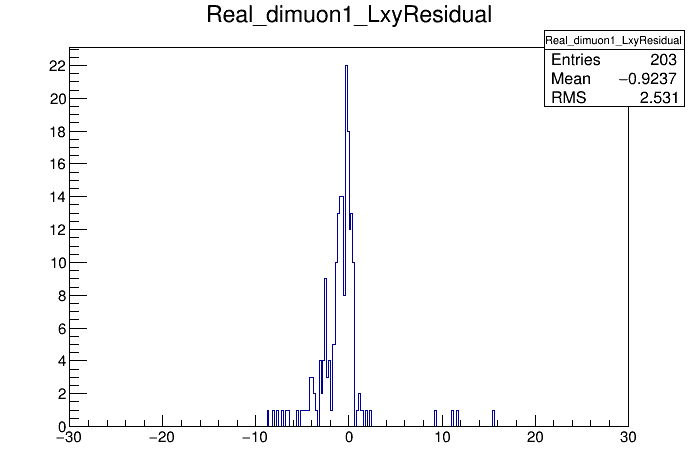 Real_dimuon1_LxyResidual
Real_dimuon1_LxyResidual
Entries 203
Mean −0.9237
RMS 2.531
22
20
18
16
14
12
10
8
6
4
2
0
−30 −20 −10 0 10 20 30